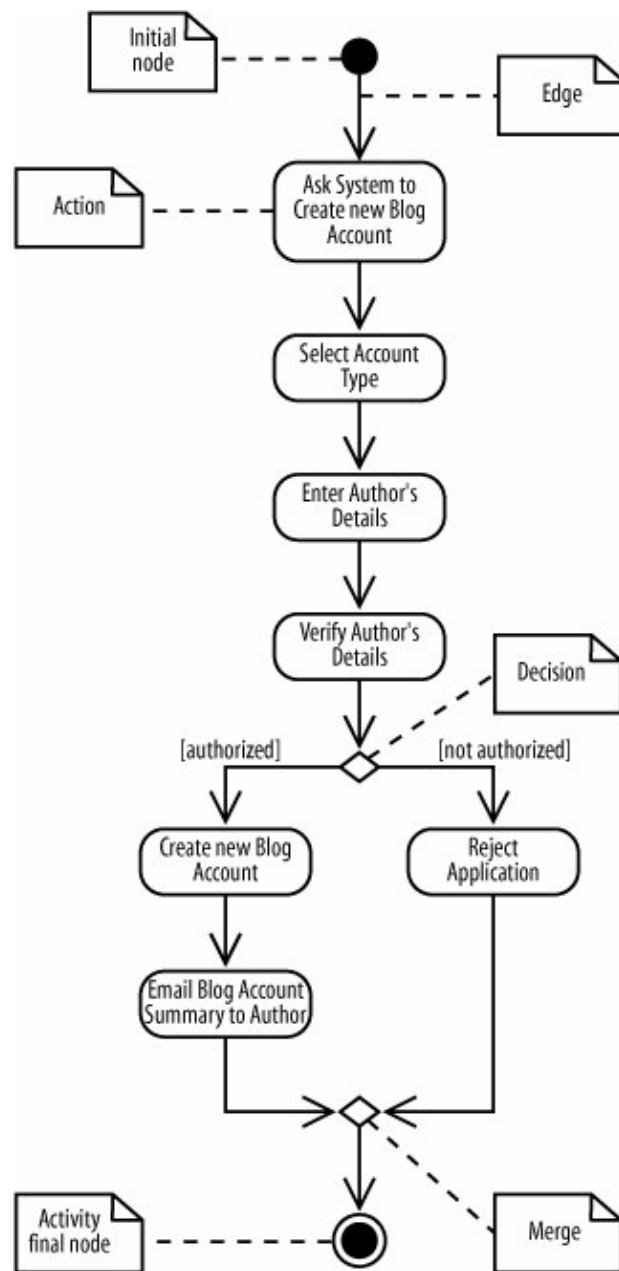 Initial
node
Edge
Action
Ask System to
Create new Blog
Account
Select Account
Type
Enter Author's
Details
Verify Author's
Details
Decision
[authorized]
[not authorized]
Create new Blog
Account
Reject
Application
Email Blog Account
Summary to Author
Activity
final node
Merge